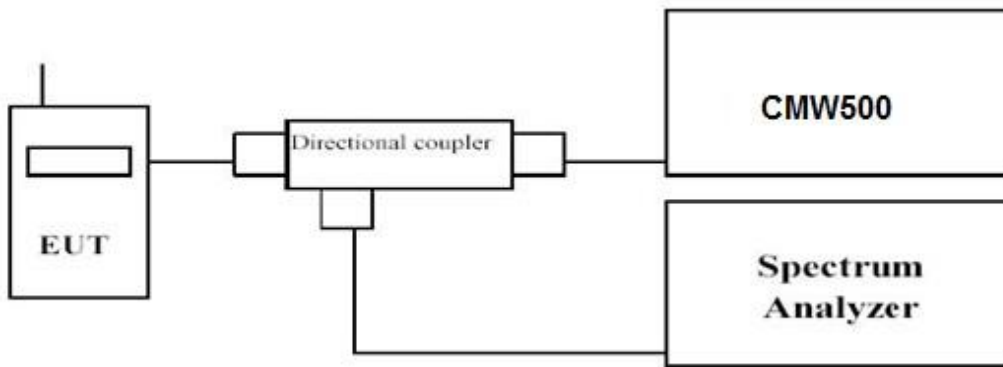 CMW500
Directional coupler
EUT
Spectrum
Analyzer